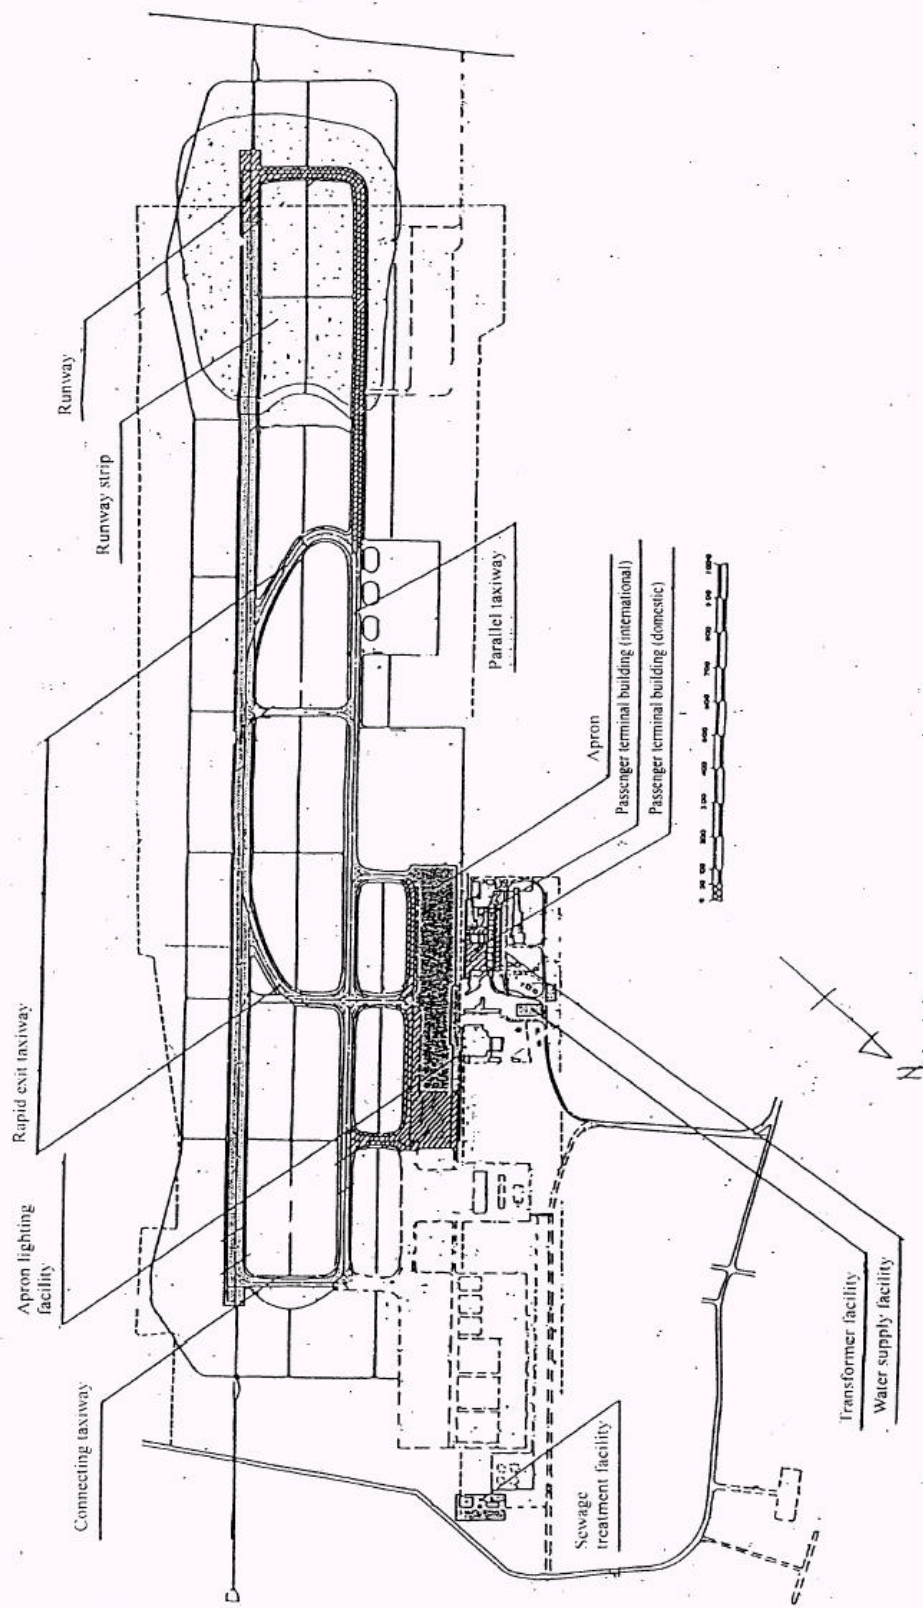 Runway
Runway strip
Rapid exit taxiway
Apron lighting
facility
Connecting taxiway
Parallel taxiway
Apron
Passenger terminal building (international)
Passenger terminal building (domestic)
Sewage
treatment facility
Transformer facility
Water supply facility
N